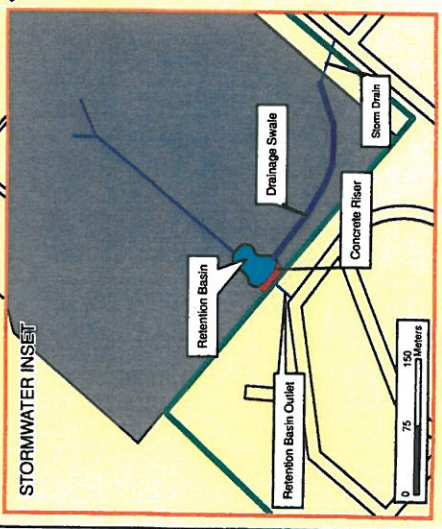 STORMWATER INSET
Retention Basin
Drainage Swale
Storm Drain
Concrete Riser
Retention Basin Outlet
0 75 150
Meters